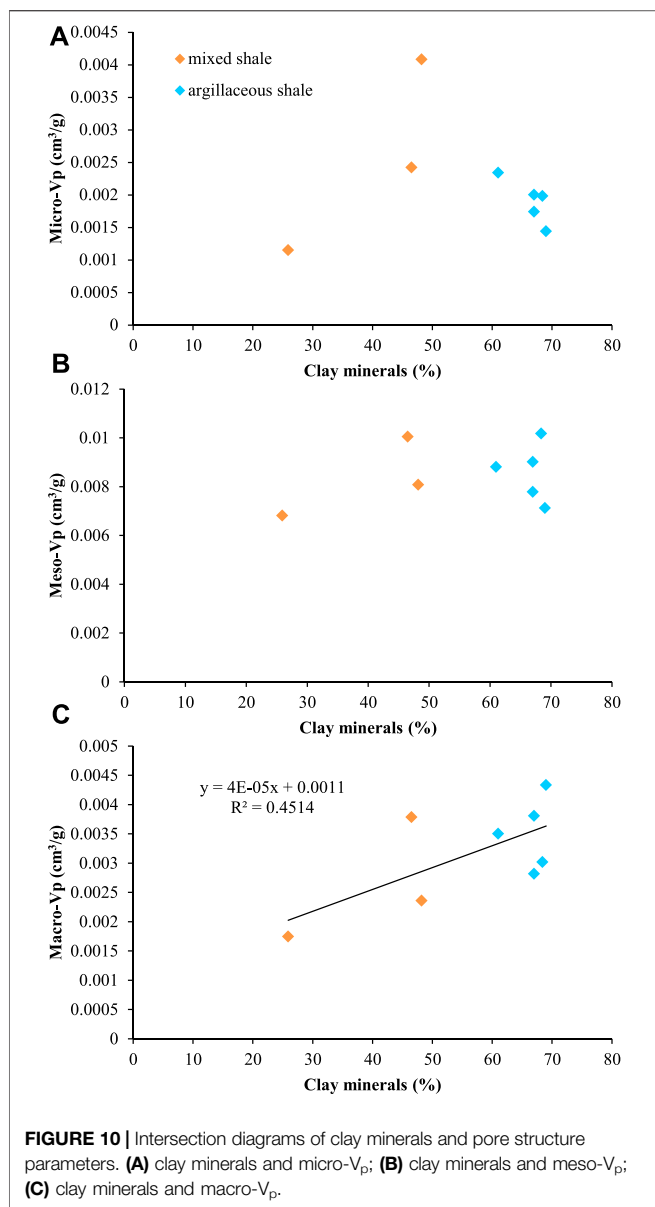 A
mixed shale
argillaceous shale
Micro-Vp (cm³/g)
0.0045
0.004
0.0035
0.003
0.0025
0.002
0.0015
0.001
0.0005
0
0 10 20 30 40 50 60 70 80
Clay minerals (%)
B
Meso-Vp (cm³/g)
0.012
0.01
0.008
0.006
0.004
0.002
0
0 10 20 30 40 50 60 70 80
Clay minerals (%)
C
Macro-Vp (cm³/g)
0.005
0.0045
0.004
0.0035
0.003
0.0025
0.002
0.0015
0.001
0.0005
0
y = 4E-05x + 0.0011
R² = 0.4514
0 10 20 30 40 50 60 70 80
Clay minerals (%)
FIGURE 10 | Intersection diagrams of clay minerals and pore structure
parameters. (A) clay minerals and micro-Vₚ; (B) clay minerals and meso-Vₚ;
(C) clay minerals and macro-Vₚ.